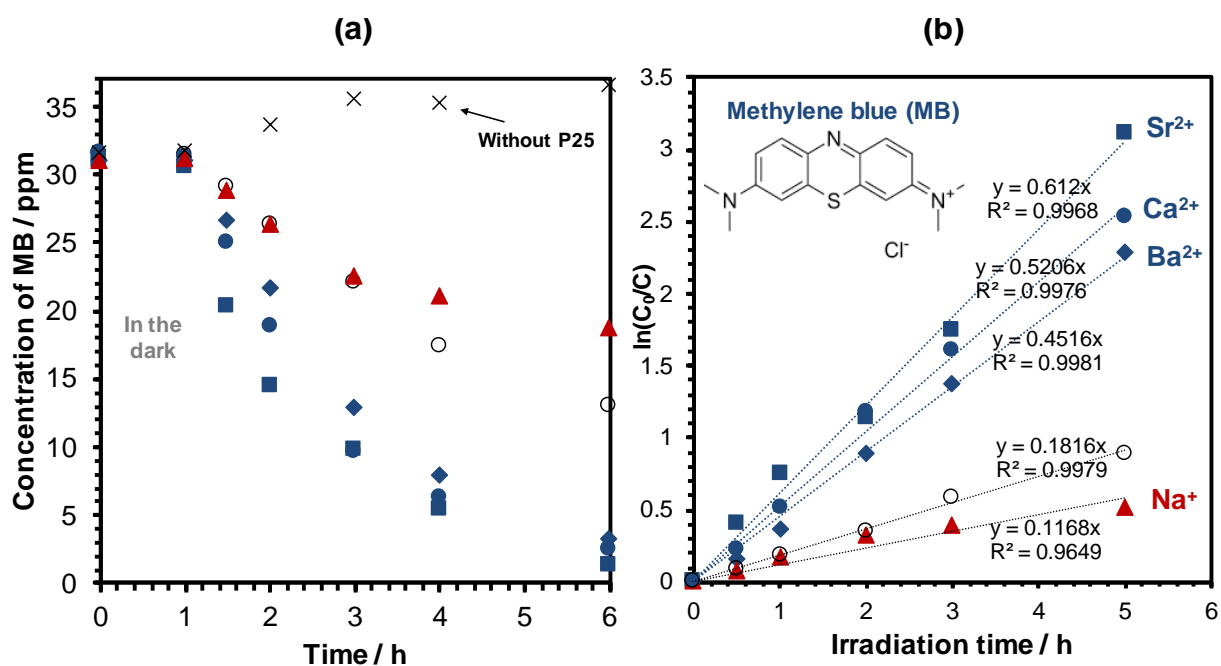 (a)
Concentration of MB / ppm
35
30
25
20
15
10
5
0
0 1 2 3 4 5 6
Time / h
Without P25
In the
dark
(b)
ln(C₀/C)
3.5
3
2.5
2
1.5
1
0.5
0
0 1 2 3 4 5 6
Irradiation time / h
Methylene blue (MB)
N
N
S
N⁺
Cl⁻
Sr²⁺
y = 0.612x
R² = 0.9968
Ca²⁺
y = 0.5206x
R² = 0.9976
Ba²⁺
y = 0.4516x
R² = 0.9981
y = 0.1816x
R² = 0.9979
Na⁺
y = 0.1168x
R² = 0.9649